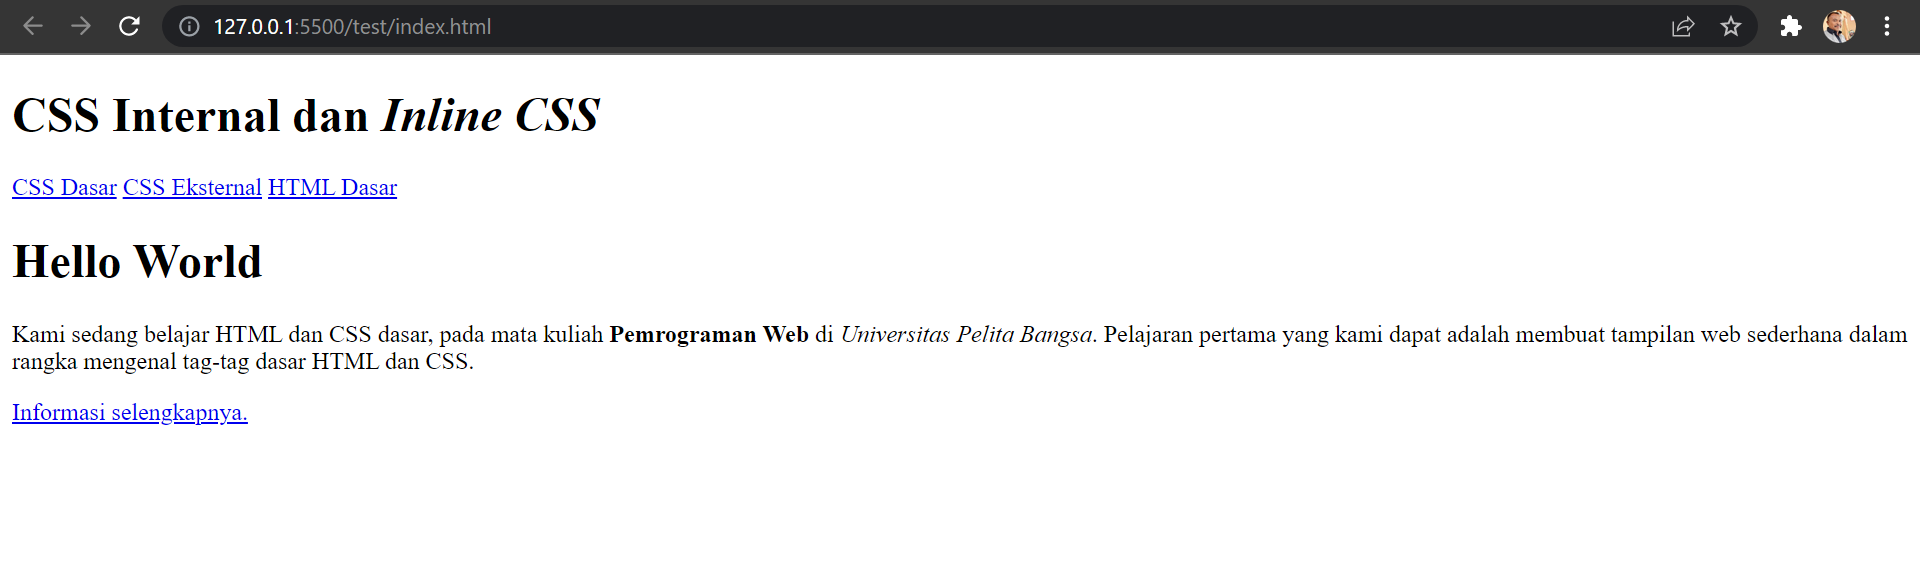 127.0.0.1:5500/test/index.html
CSS Internal dan Inline CSS
CSS Dasar CSS Eksternal HTML Dasar
Hello World
Kami sedang belajar HTML dan CSS dasar, pada mata kuliah Pemrograman Web di Universitas Pelita Bangsa. Pelajaran pertama yang kami dapat adalah membuat tampilan web sederhana dalam
rangka mengenal tag-tag dasar HTML dan CSS.
Informasi selengkapnya.